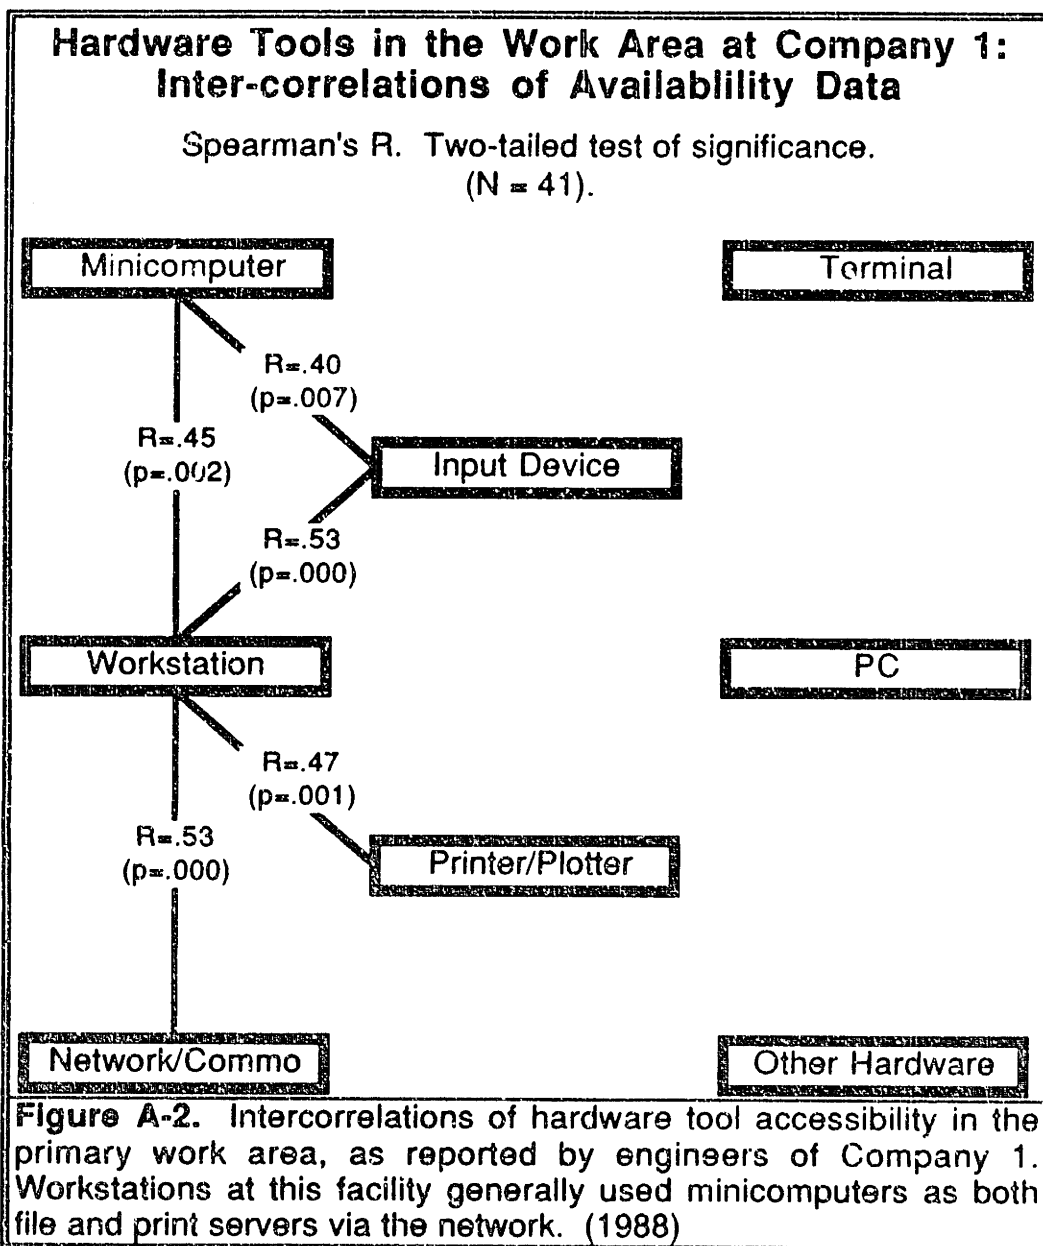 Hardware Tools in the Work Area at Company 1:
Inter-correlations of Availablility Data
Spearman's R. Two-tailed test of significance.
(N = 41).
Minicomputer
Terminal
R=.40
(p=.007)
R=.45
(p=.002)
Input Device
R=.53
(p=.000)
Workstation
PC
R=.47
(p=.001)
R=.53
(p=.000)
Printer/Plotter
Network/Commo
Other Hardware
Figure A-2. Intercorrelations of hardware tool accessibility in the
primary work area, as reported by engineers of Company 1.
Workstations at this facility generally used minicomputers as both
file and print servers via the network. (1988)